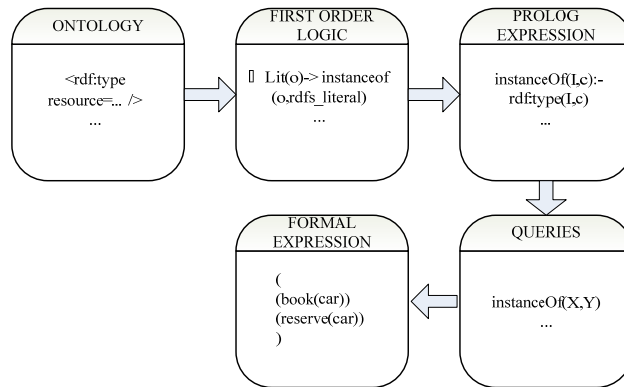 ONTOLOGY
<rdf:type
resource=... />
...
FIRST ORDER
LOGIC
▯ Lit(o)-> instanceof
(o,rdfs_literal)
...
PROLOG
EXPRESSION
instanceOf(I,c):-
rdf:type(I,c)
...
FORMAL
EXPRESSION
(
(book(car))
(reserve(car))
)
QUERIES
instanceOf(X,Y)
...